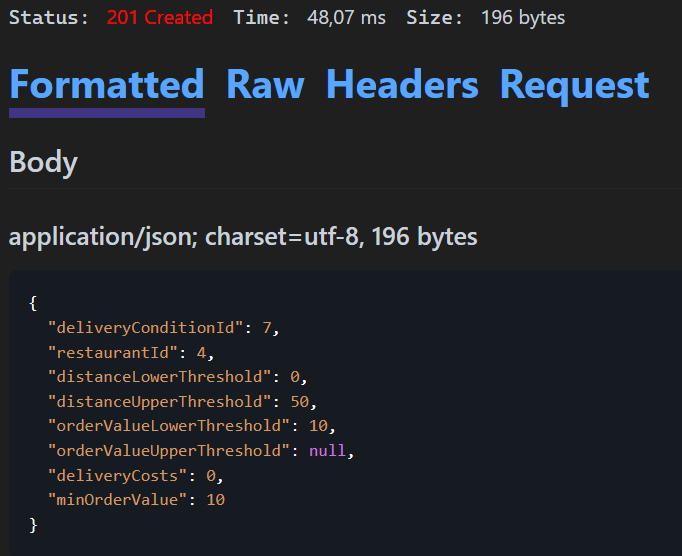 Status: 201 Created Time: 48,07 ms Size: 196 bytes
Formatted Raw Headers Request
Body
application/json; charset=utf-8, 196 bytes
{
  "deliveryConditionId": 7,
  "restaurantId": 4,
  "distanceLowerThreshold": 0,
  "distanceUpperThreshold": 50,
  "orderValueLowerThreshold": 10,
  "orderValueUpperThreshold": null,
  "deliveryCosts": 0,
  "minOrderValue": 10
}